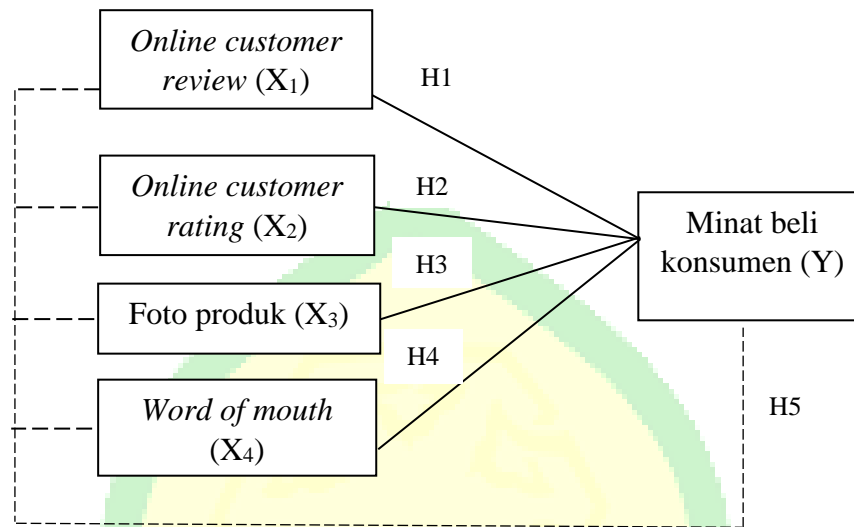 Online customer
review (X₁)
H1
Online customer
rating (X₂)
H2
Minat beli
konsumen (Y)
H3
Foto produk (X₃)
H4
Word of mouth
(X₄)
H5